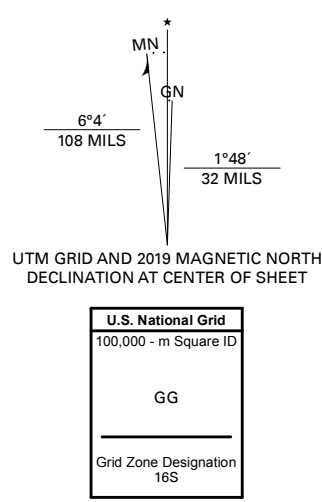 MN
GN
6°4´
108 MILS
1°48´
32 MILS
UTM GRID AND 2019 MAGNETIC NORTH
DECLINATION AT CENTER OF SHEET
U.S. National Grid
100,000 - m Square ID
GG
Grid Zone Designation
16S